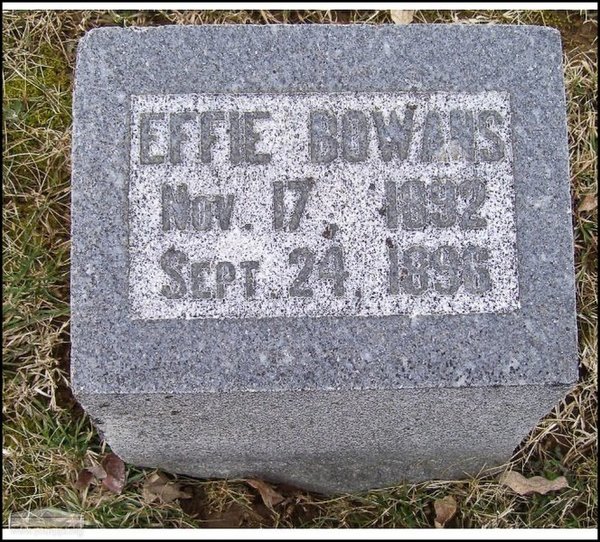 EFFIE BOWANS
Nov. 17, 1892
SEPT. 24, 1896